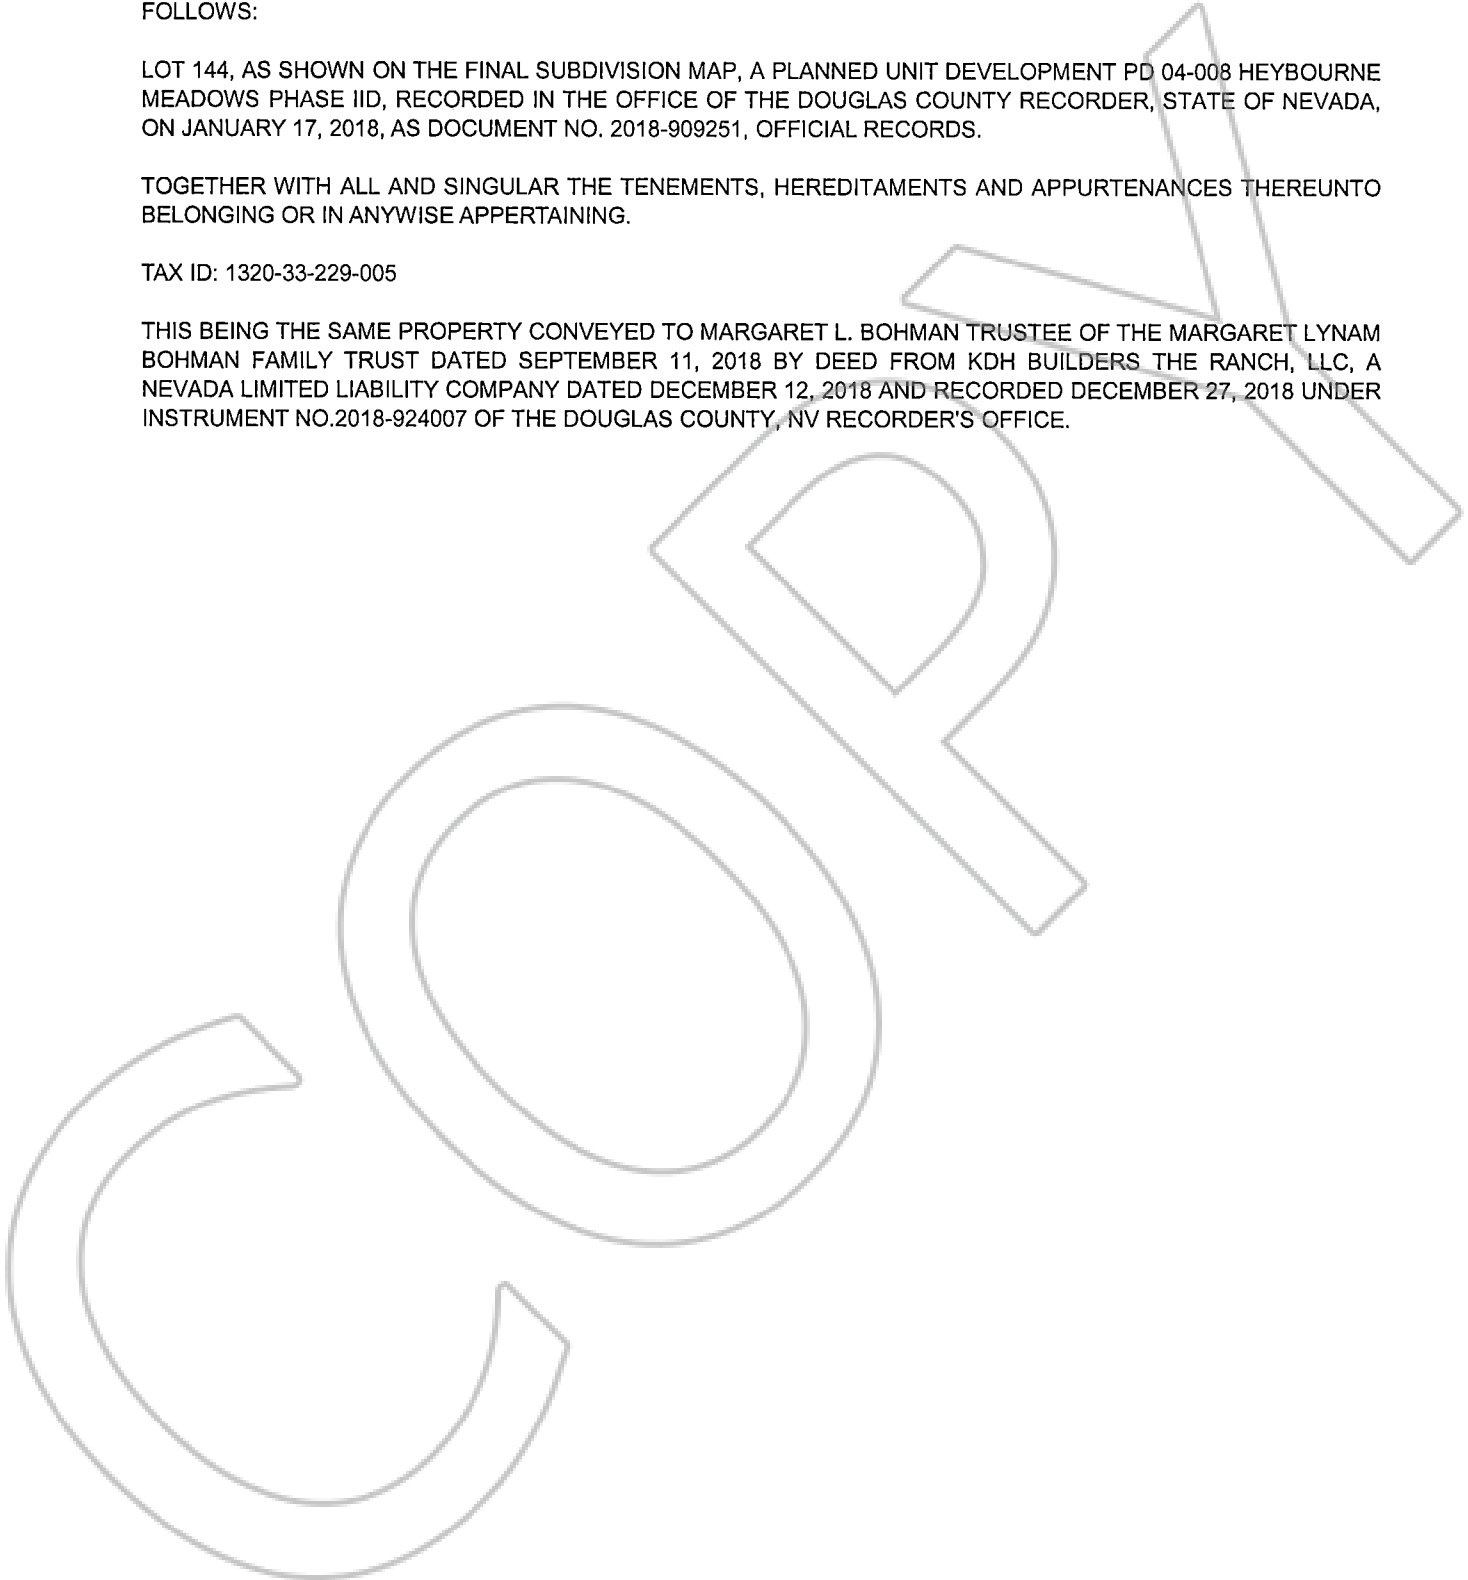 FOLLOWS:
LOT 144, AS SHOWN ON THE FINAL SUBDIVISION MAP, A PLANNED UNIT DEVELOPMENT PD 04-008 HEYBOURNE
MEADOWS PHASE IID, RECORDED IN THE OFFICE OF THE DOUGLAS COUNTY RECORDER, STATE OF NEVADA,
ON JANUARY 17, 2018, AS DOCUMENT NO. 2018-909251, OFFICIAL RECORDS.
TOGETHER WITH ALL AND SINGULAR THE TENEMENTS, HEREDITAMENTS AND APPURTENANCES THEREUNTO
BELONGING OR IN ANYWISE APPERTAINING.
TAX ID: 1320-33-229-005
THIS BEING THE SAME PROPERTY CONVEYED TO MARGARET L. BOHMAN TRUSTEE OF THE MARGARET LYNAM
BOHMAN FAMILY TRUST DATED SEPTEMBER 11, 2018 BY DEED FROM KDH BUILDERS THE RANCH, LLC, A
NEVADA LIMITED LIABILITY COMPANY DATED DECEMBER 12, 2018 AND RECORDED DECEMBER 27, 2018 UNDER
INSTRUMENT NO.2018-924007 OF THE DOUGLAS COUNTY, NV RECORDER'S OFFICE.
COPY